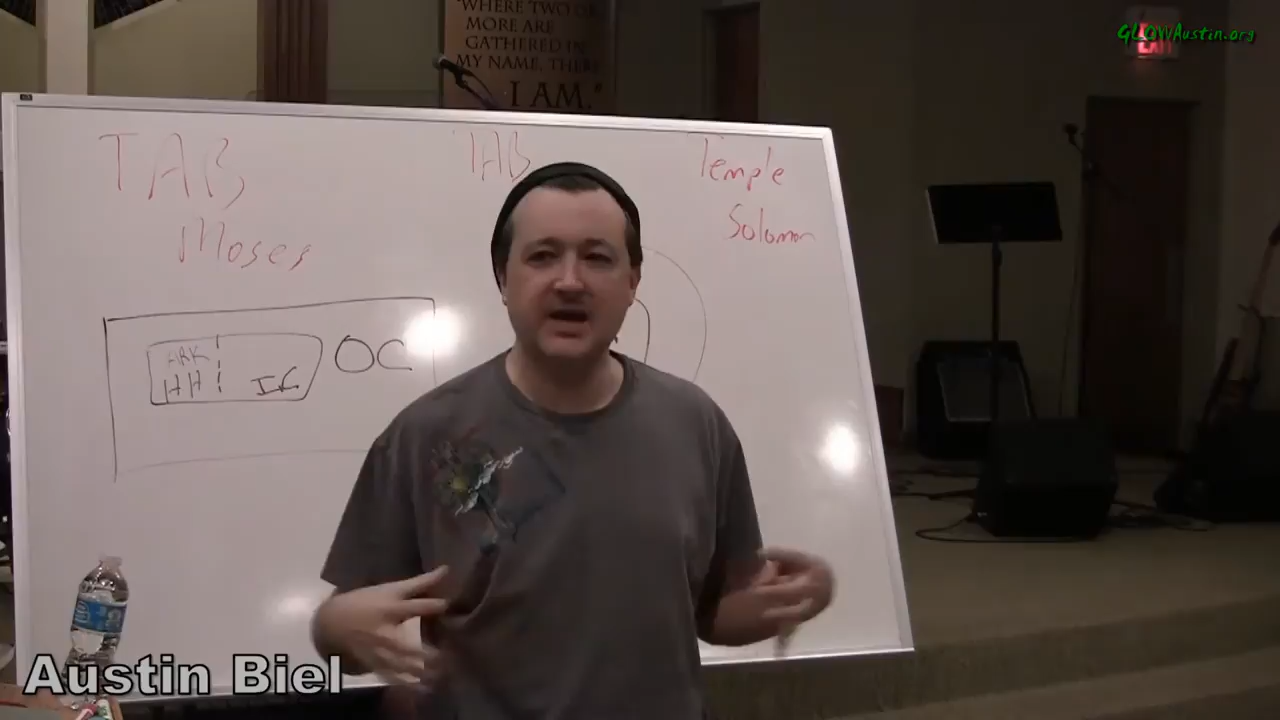 "WHERE TWO OR
MORE ARE
GATHERED IN
MY NAME, THERE
I AM."
GLOWAustin.org
EXIT
TAB
Moses
TAB
Temple
Solomon
ARK
HH
OC
Austin Biel